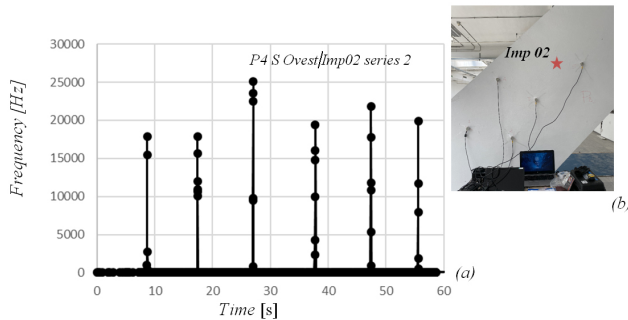 30000
25000
20000
15000
10000
5000
0
Frequency [Hz]
P4 S Ovest/Imp02 series 2
0 10 20 30 40 50 60
Time [s]
(a)
Imp 02
(b)